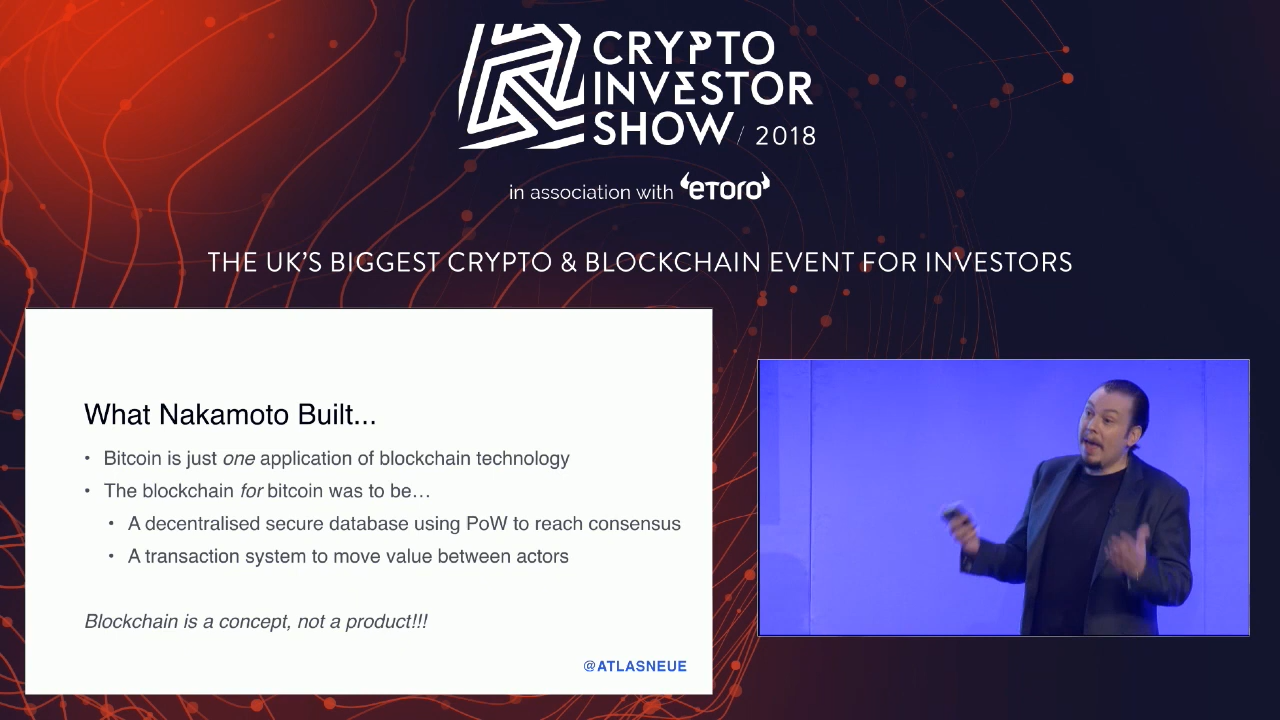 CRYPTO
INVESTOR
SHOW / 2018
in association with eToro
THE UK'S BIGGEST CRYPTO & BLOCKCHAIN EVENT FOR INVESTORS
What Nakamoto Built...
• Bitcoin is just one application of blockchain technology
• The blockchain for bitcoin was to be…
• A decentralised secure database using PoW to reach consensus
• A transaction system to move value between actors
Blockchain is a concept, not a product!!!
@ATLASNEUE